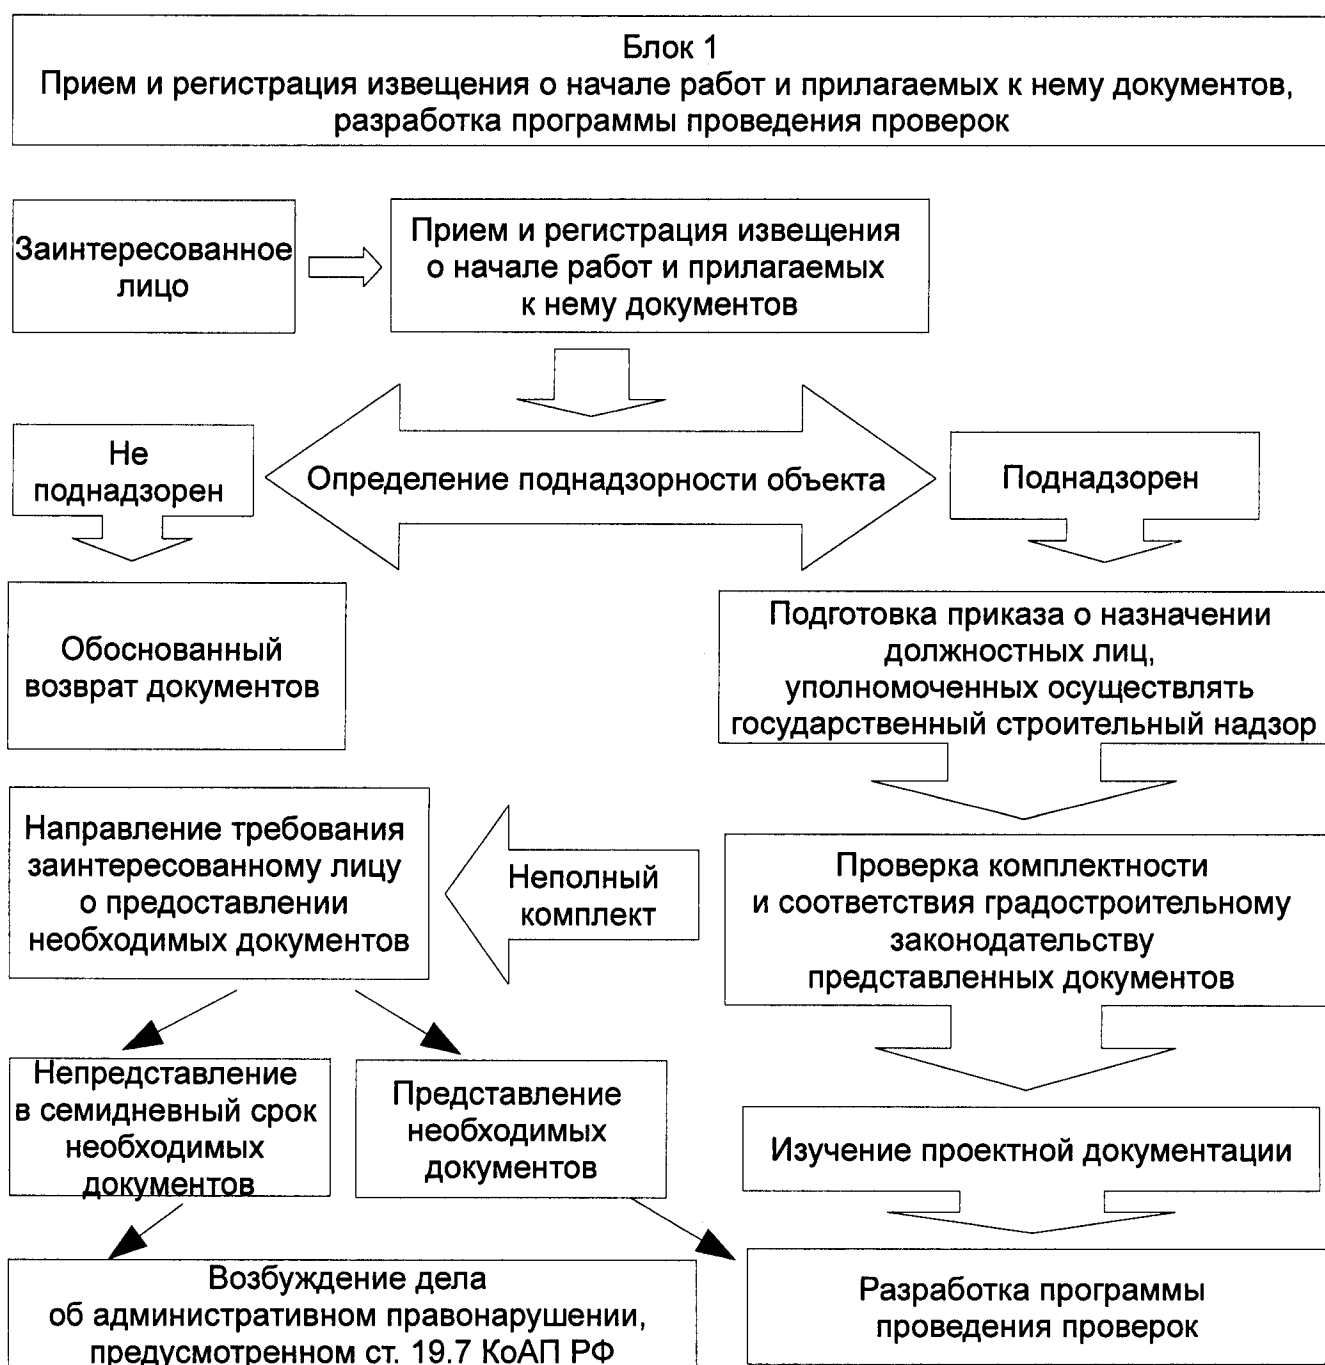 Блок 1
Прием и регистрация извещения о начале работ и прилагаемых к нему документов,
разработка программы проведения проверок
Заинтересованное
лицо
Прием и регистрация извещения
о начале работ и прилагаемых
к нему документов
Не
поднадзорен
Определение поднадзорности объекта
Поднадзорен
Обоснованный
возврат документов
Подготовка приказа о назначении
должностных лиц,
уполномоченных осуществлять
государственный строительный надзор
Направление требования
заинтересованному лицу
о предоставлении
необходимых документов
Неполный
комплект
Проверка комплектности
и соответствия градостроительному
законодательству
представленных документов
Непредставление
в семидневный срок
необходимых
документов
Представление
необходимых
документов
Изучение проектной документации
Возбуждение дела
об административном правонарушении,
предусмотренном ст. 19.7 КоАП РФ
Разработка программы
проведения проверок